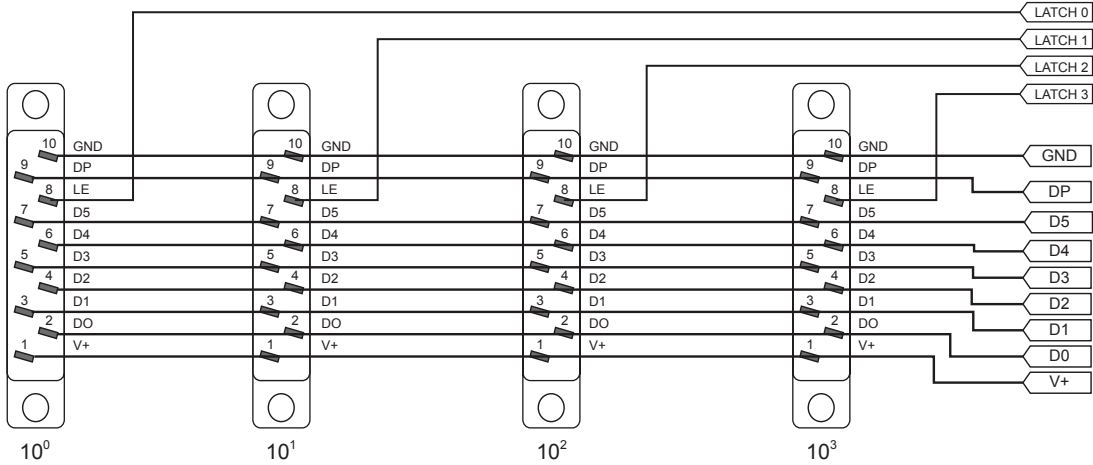 LATCH 0
LATCH 1
LATCH 2
LATCH 3
10 GND 10 GND 10 GND 10 GND GND
9 DP 9 DP 9 DP 9 DP DP
8 LE 8 LE 8 LE 8 LE
7 D5 7 D5 7 D5 7 D5 D5
6 D4 6 D4 6 D4 6 D4 D4
5 D3 5 D3 5 D3 5 D3 D3
4 D2 4 D2 4 D2 4 D2 D2
3 D1 3 D1 3 D1 3 D1 D1
2 DO 2 DO 2 DO 2 DO D0
1 V+ 1 V+ 1 V+ 1 V+ V+
10⁰ 10¹ 10² 10³